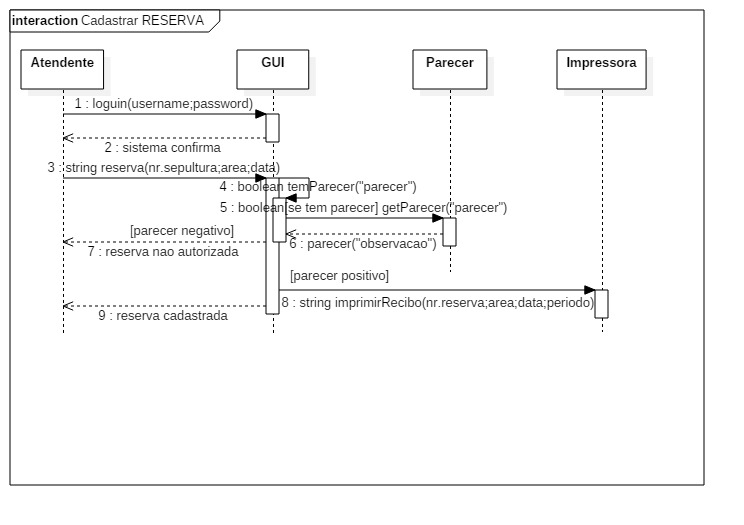 interaction Cadastrar RESERVA
Atendente
GUI
Parecer
Impressora
1 : loguin(username;password)
2 : sistema confirma
3 : string reserva(nr.sepultura;area;data)
4 : boolean temParecer("parecer")
5 : boolean[se tem parecer] getParecer("parecer")
[parecer negativo]
6 : parecer("observacao")
7 : reserva nao autorizada
[parecer positivo]
8 : string imprimirRecibo(nr.reserva;area;data;periodo)
9 : reserva cadastrada